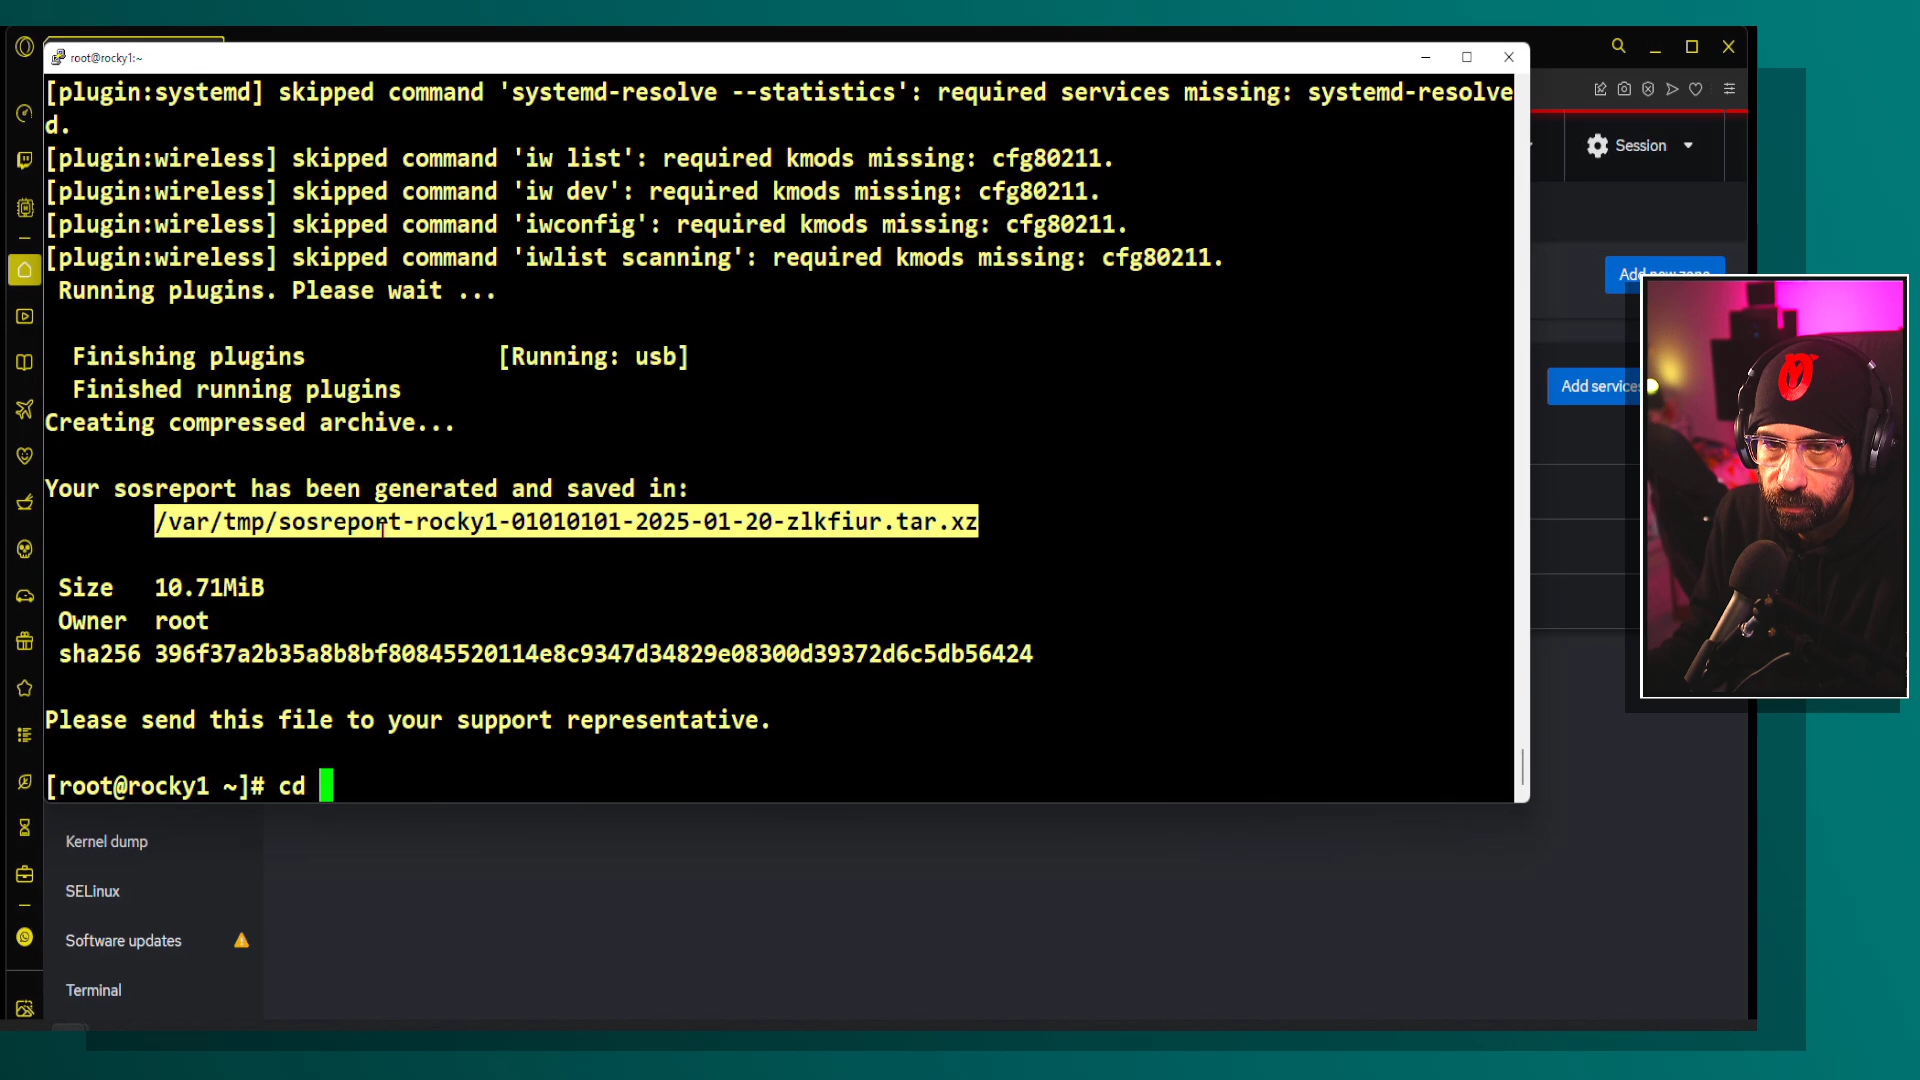 root@rocky1:~
[plugin:systemd] skipped command 'systemd-resolve --statistics': required services missing: systemd-resolve
d.
[plugin:wireless] skipped command 'iw list': required kmods missing: cfg80211.
[plugin:wireless] skipped command 'iw dev': required kmods missing: cfg80211.
[plugin:wireless] skipped command 'iwconfig': required kmods missing: cfg80211.
[plugin:wireless] skipped command 'iwlist scanning': required kmods missing: cfg80211.
Running plugins. Please wait ...
Finishing plugins [Running: usb]
Finished running plugins
Creating compressed archive...
Your sosreport has been generated and saved in:
/var/tmp/sosreport-rocky1-01010101-2025-01-20-zlkfiur.tar.xz
Size 10.71MiB
Owner root
sha256 396f37a2b35a8b8bf80845520114e8c9347d34829e08300d39372d6c5db56424
Please send this file to your support representative.
[root@rocky1 ~]# cd
Session
Add new zone
Add services
Kernel dump
SELinux
Software updates
Terminal